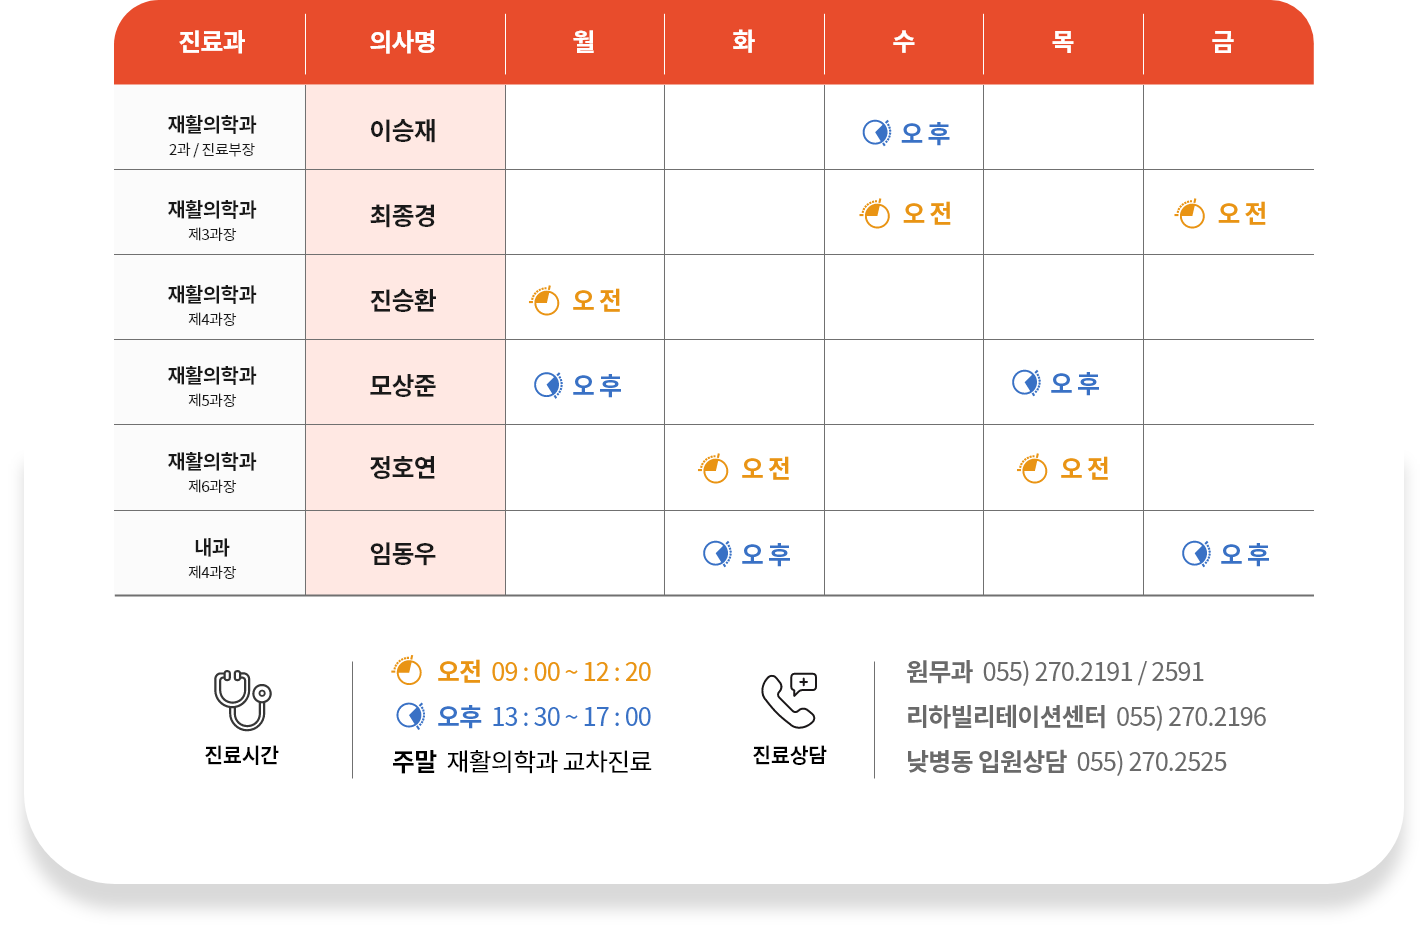 진료과 의사명 월 화 수 목 금
재활의학과 이승재 오후
2과 / 진료부장
재활의학과 최종경 오전 오전
제3과장
재활의학과 진승환 오전
제4과장
재활의학과 모상준 오후 오후
제5과장
재활의학과 정호연 오전 오전
제6과장
내과 임동우 오후 오후
제4과장
진료시간
오전 09 : 00 ~ 12 : 20
오후 13 : 30 ~ 17 : 00
주말 재활의학과 교차진료
진료상담
원무과 055) 270.2191 / 2591
리하빌리테이션센터 055) 270.2196
낮병동 입원상담 055) 270.2525